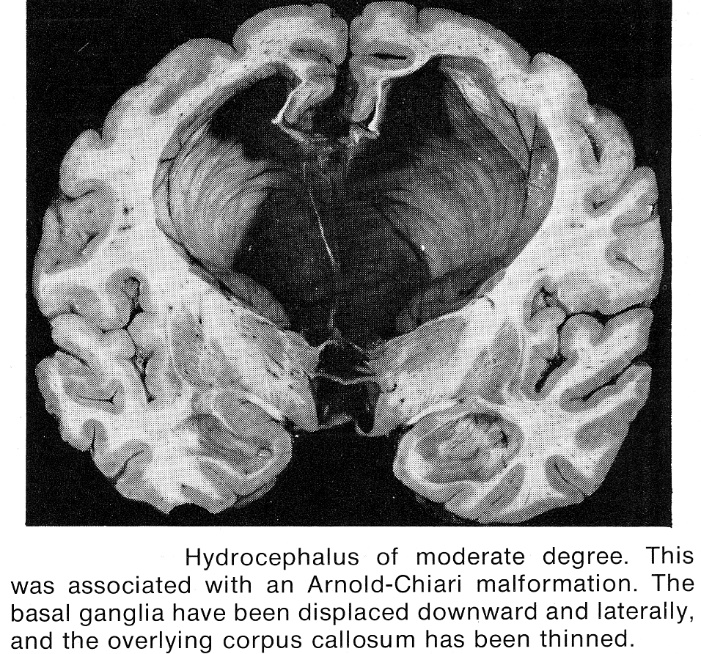 Hydrocephalus of moderate degree. This
was associated with an Arnold-Chiari malformation. The
basal ganglia have been displaced downward and laterally,
and the overlying corpus callosum has been thinned.